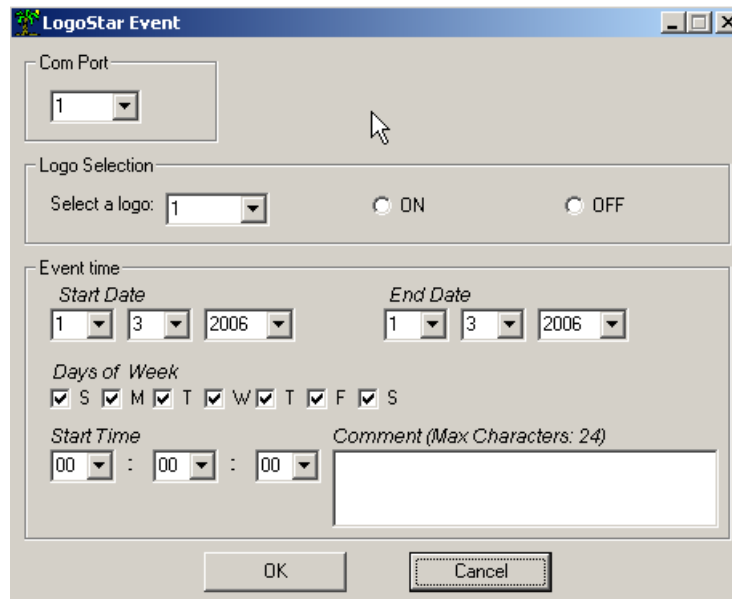 LogoStar Event
Com Port
1
Logo Selection
Select a logo: 1 ON OFF
Event time
Start Date End Date
1 3 2006 1 3 2006
Days of Week
S M T W T F S
Start Time Comment (Max Characters: 24)
00 : 00 : 00
OK Cancel